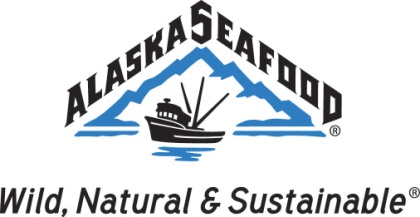 ALASKA SEAFOOD®
Wild, Natural & Sustainable®